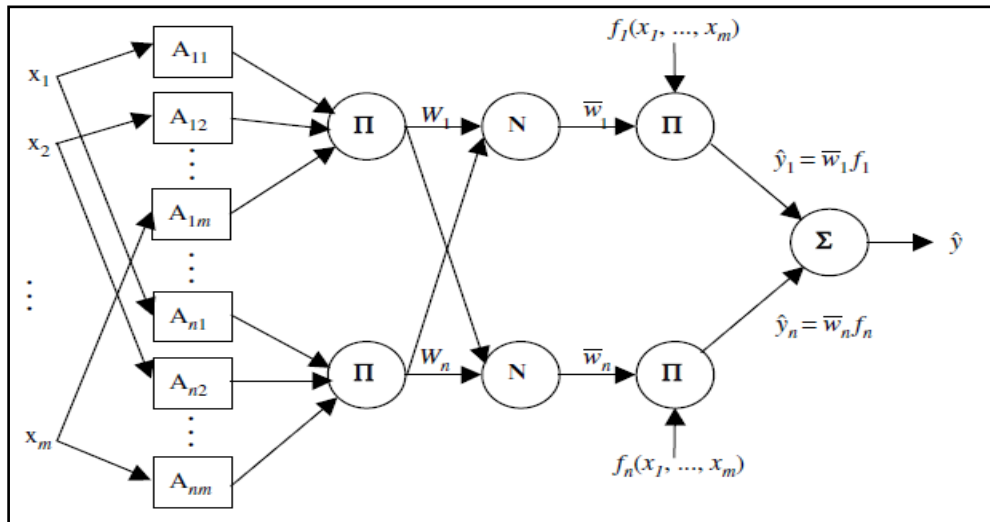 f₁(x₁, ..., xₘ)
x₁
A₁₁
x₂
A₁₂
⋮
A₁ₘ
⋮
Aₙ₁
Aₙ₂
⋮
xₘ
Aₙₘ
⋮
Π
W₁
N
w̅₁
Π
ŷ₁ = w̅₁f₁
Σ
ŷ
Π
Wₙ
N
w̅ₙ
Π
ŷₙ = w̅ₙfₙ
fₙ(x₁, ..., xₘ)